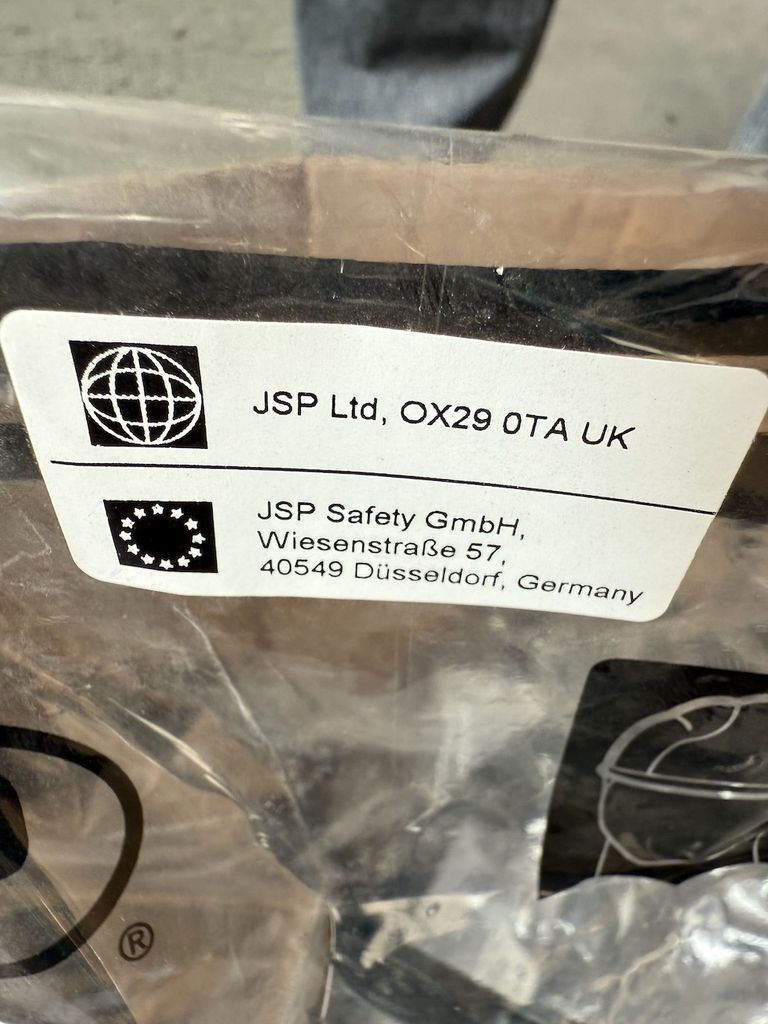 JSP Ltd, OX29 0TA UK
JSP Safety GmbH,
Wiesenstraße 57,
40549 Düsseldorf, Germany
®